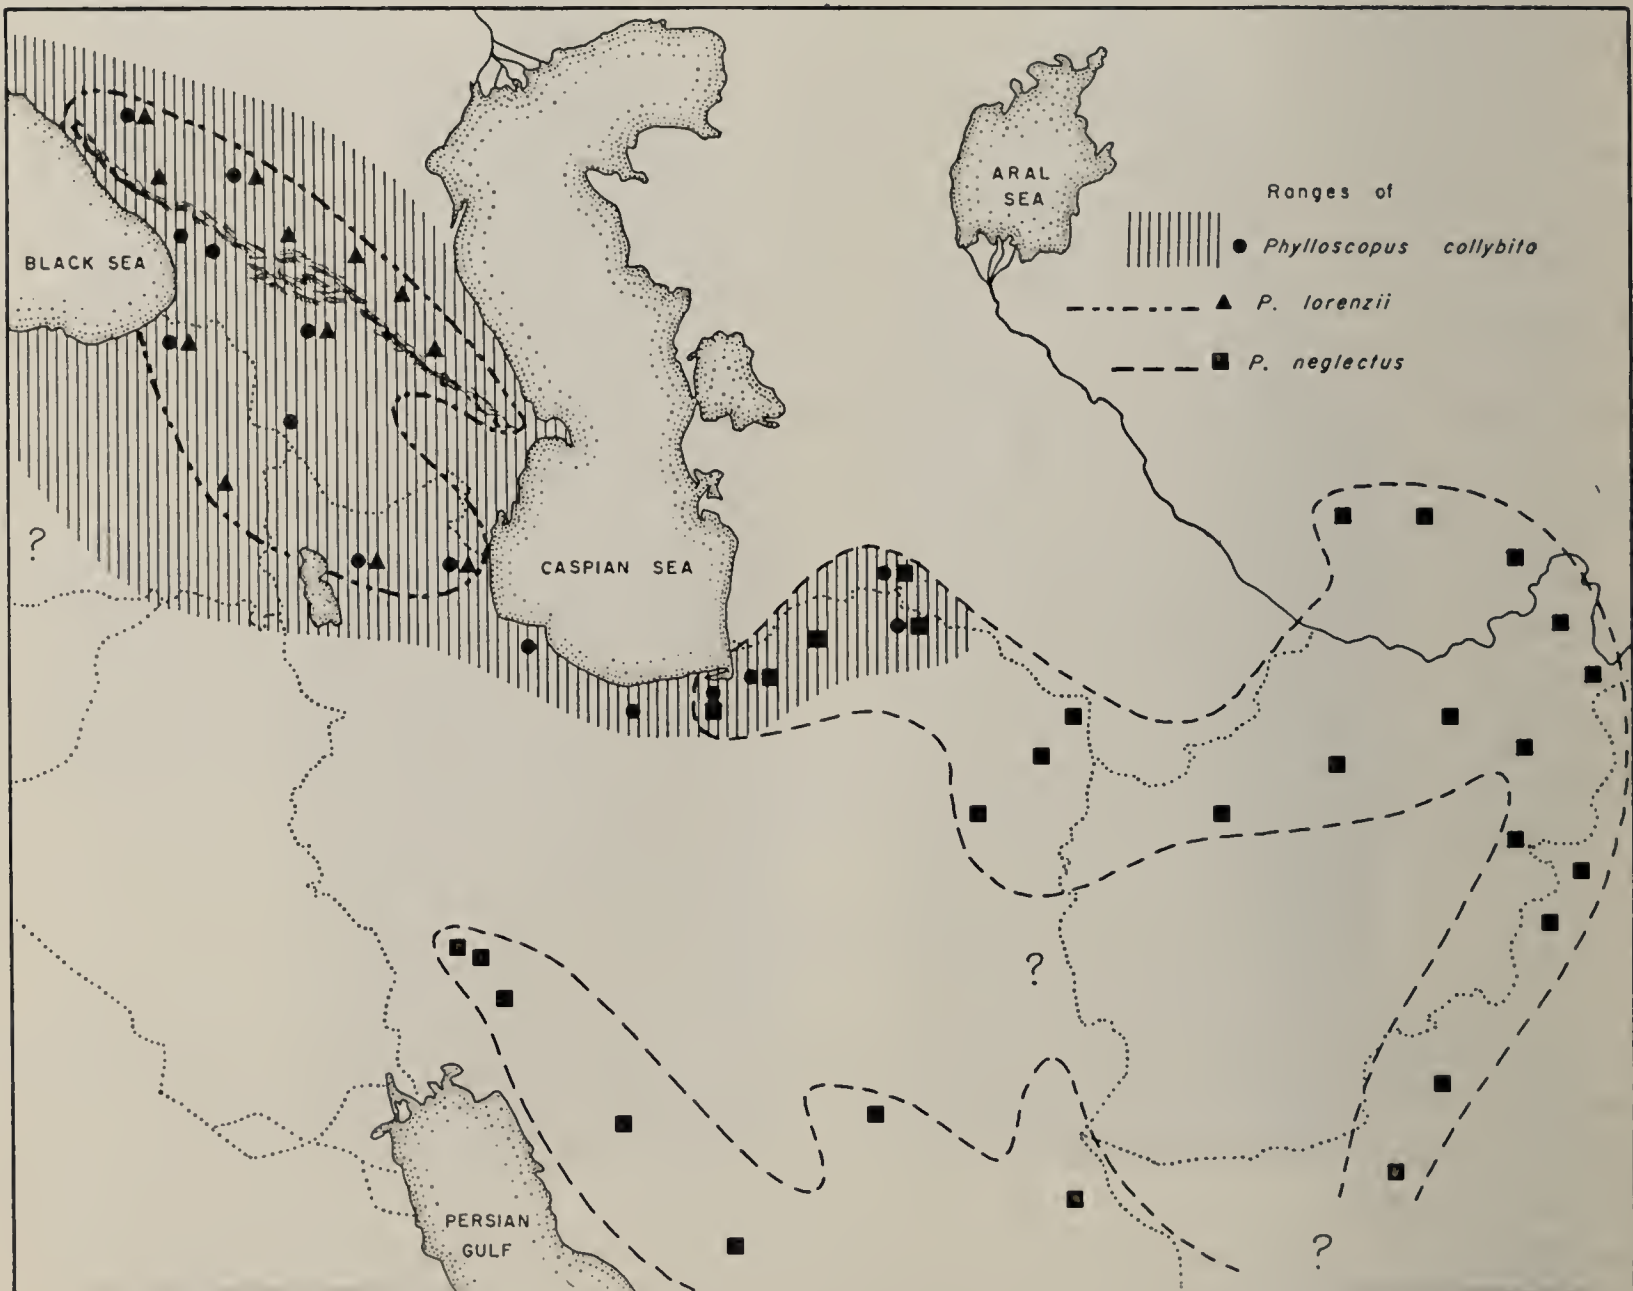 ARAL
SEA
Ranges of
BLACK SEA
Phylloscopus collybita
P. lorenzii
P. neglectus
?
CASPIAN SEA
?
PERSIAN
GULF
?